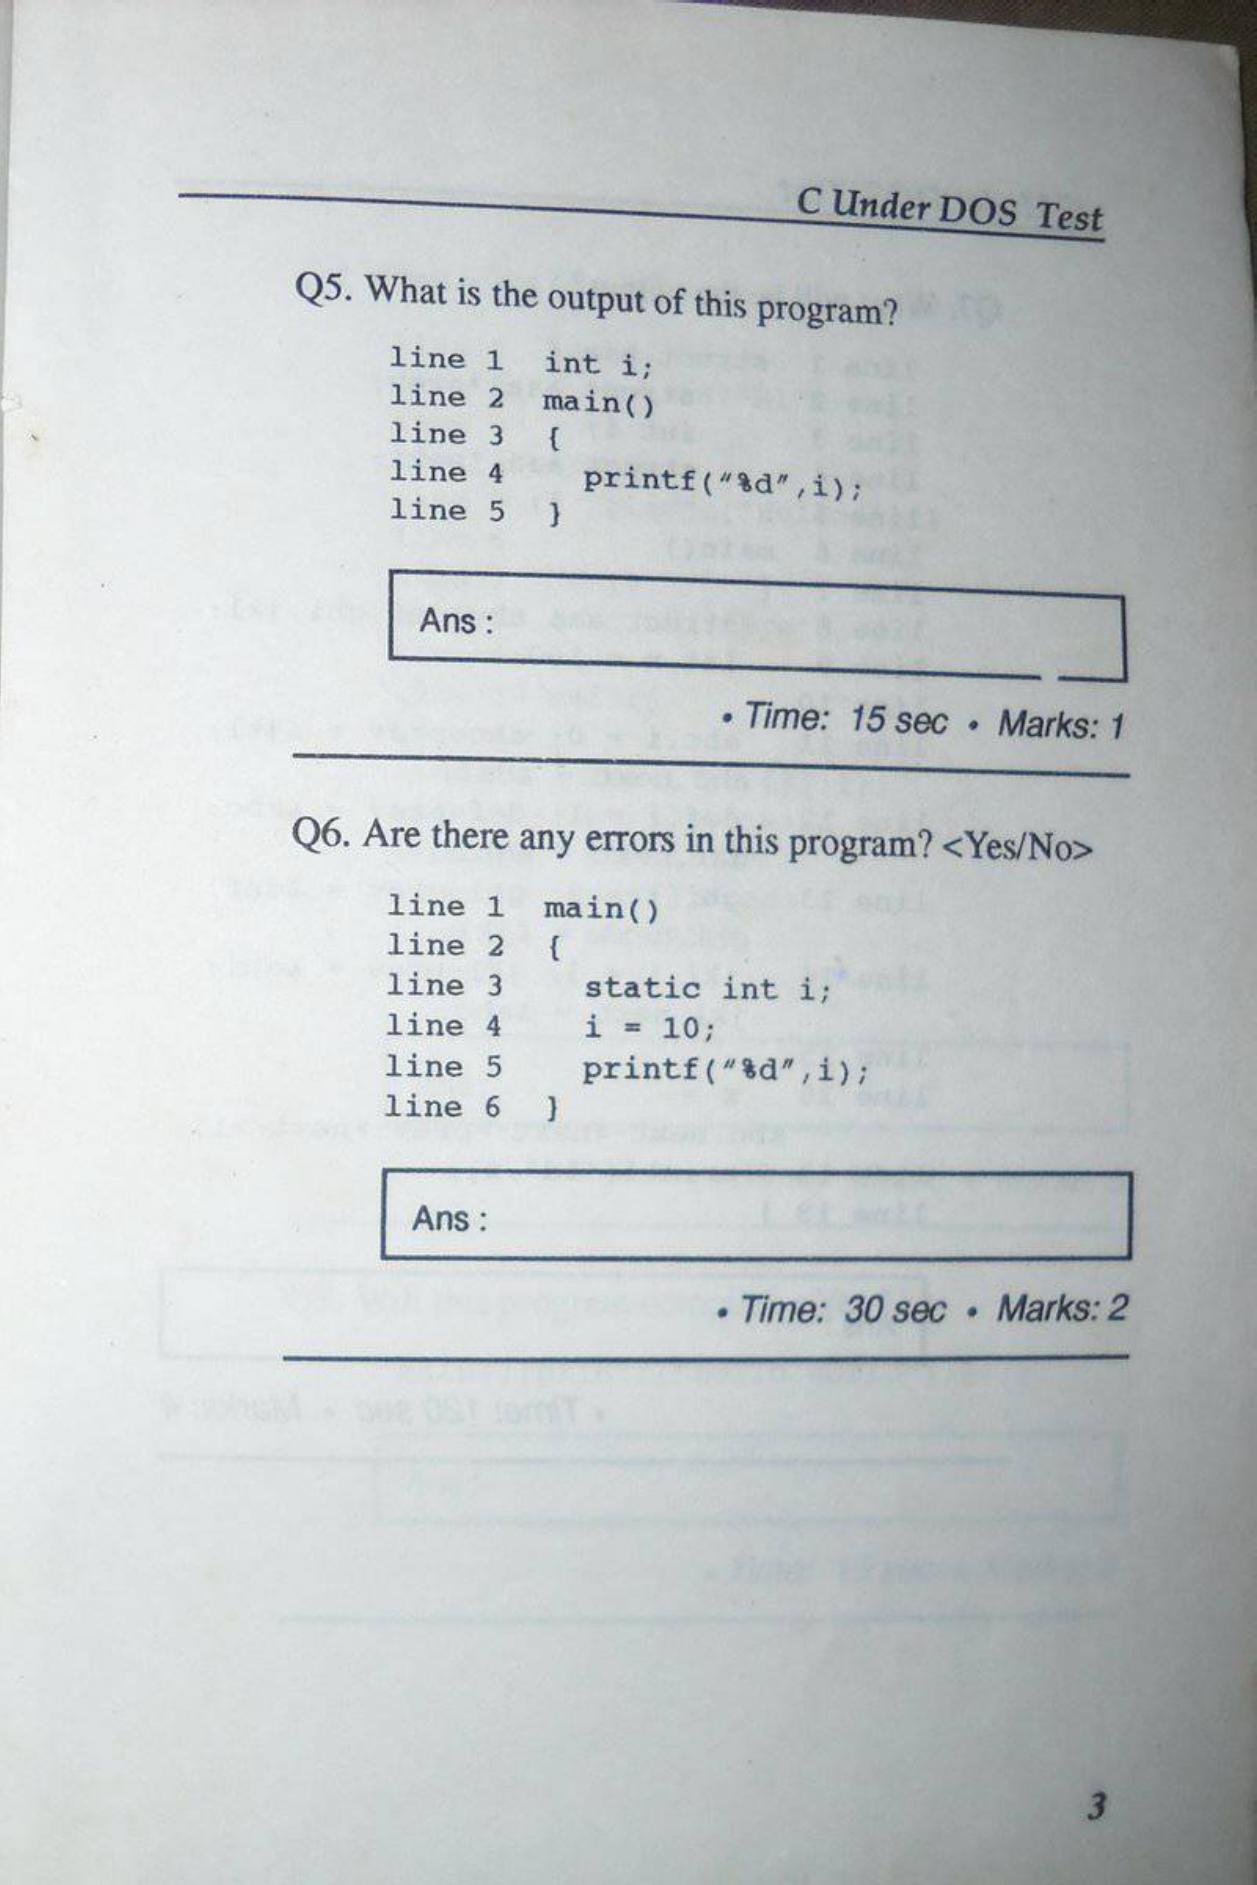 C Under DOS Test
Q5. What is the output of this program?
line 1 int i;
line 2 main()
line 3 {
line 4 printf("%d",i);
line 5 }
Ans :
• Time: 15 sec • Marks: 1
Q6. Are there any errors in this program? <Yes/No>
line 1 main()
line 2 {
line 3 static int i;
line 4 i = 10;
line 5 printf("%d",i);
line 6 }
Ans :
• Time: 30 sec • Marks: 2
3